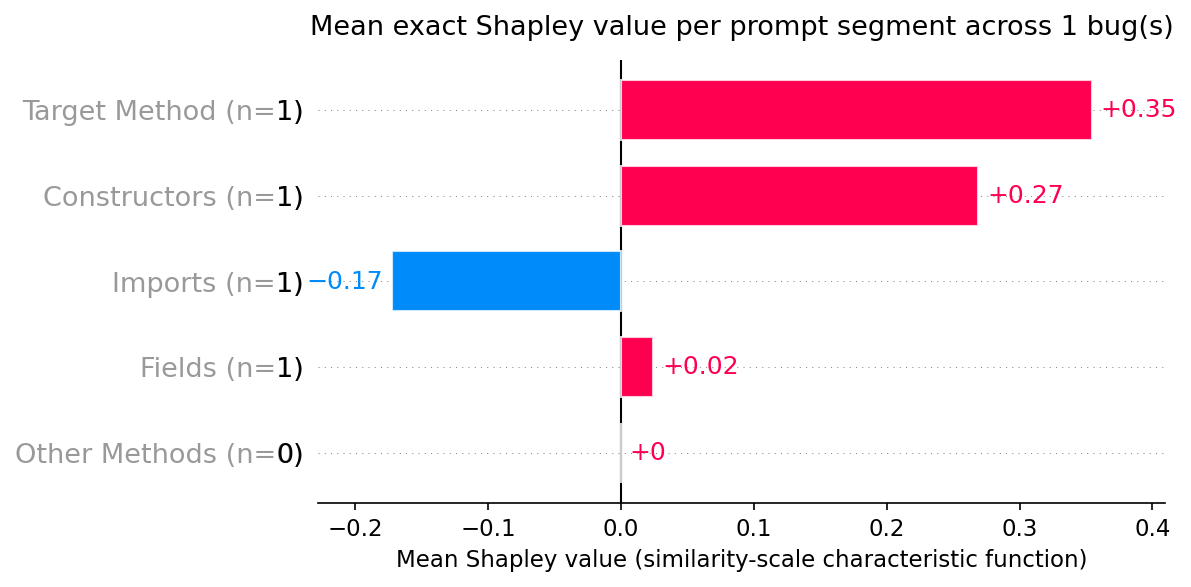 Mean exact Shapley value per prompt segment across 1 bug(s)
Target Method (n=1)
+0.35
Constructors (n=1)
+0.27
Imports (n=1)
−0.17
Fields (n=1)
+0.02
Other Methods (n=0)
+0
−0.2 −0.1 0.0 0.1 0.2 0.3 0.4
Mean Shapley value (similarity-scale characteristic function)